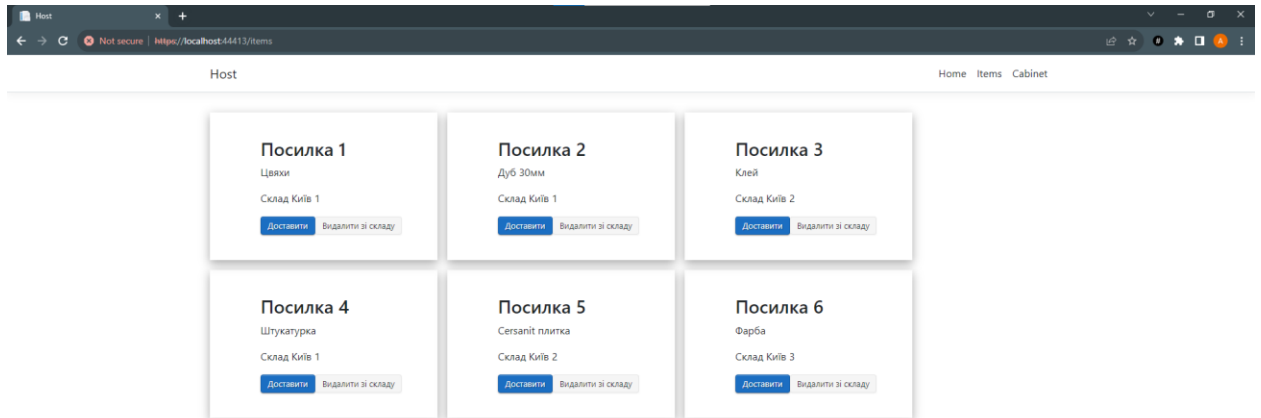 Host
Not secure | https://localhost:44413/items
Host
Home Items Cabinet
Посилка 1
Цвяхи
Склад Київ 1
Доставити Видалити зі складу
Посилка 2
Дуб 30мм
Склад Київ 1
Доставити Видалити зі складу
Посилка 3
Клей
Склад Київ 2
Доставити Видалити зі складу
Посилка 4
Штукатурка
Склад Київ 1
Доставити Видалити зі складу
Посилка 5
Cersanit плитка
Склад Київ 2
Доставити Видалити зі складу
Посилка 6
Фарба
Склад Київ 3
Доставити Видалити зі складу